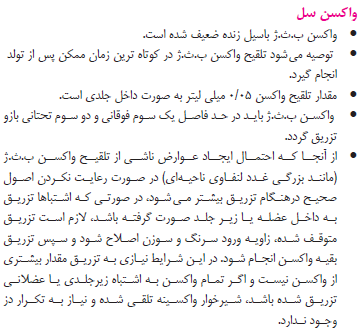 واکسن سل
• واکسن ب.ث.ژ باسیل زنده ضعیف شده است.
• توصیه می‌شود تلقیح واکسن ب.ث.ژ در کوتاه ترین زمان ممکن پس از تولد
انجام گیرد.
• مقدار تلقیح واکسن ۰/۰۵ میلی لیتر به صورت داخل جلدی است.
• واکسن ب.ث.ژ باید در حد فاصل یک سوم فوقانی و دو سوم تحتانی بازو
تزریق گردد.
• از آنجا که احتمال ایجاد عوارض ناشی از تلقیح واکسن ب.ث.ژ
(مانند بزرگی غدد لنفاوی ناحیه‌ای) در صورت رعایت نکردن اصول
صحیح درهنگام تزریق بیشتر می‌شود، در صورتی که اشتباها تزریق
به داخل عضله یا زیر جلد صورت گرفته باشد، لازم است تزریق
متوقف شده، زاویه ورود سرنگ و سوزن اصلاح شود و سپس تزریق
بقیه واکسن انجام شود. در این شرایط نیازی به تزریق مقدار بیشتری
از واکسن نیست و اگر تمام واکسن به اشتباه زیرجلدی یا عضلانی
تزریق شده باشد، شیرخوار واکسینه تلقی شده و نیاز به تکرار دز
وجود ندارد.